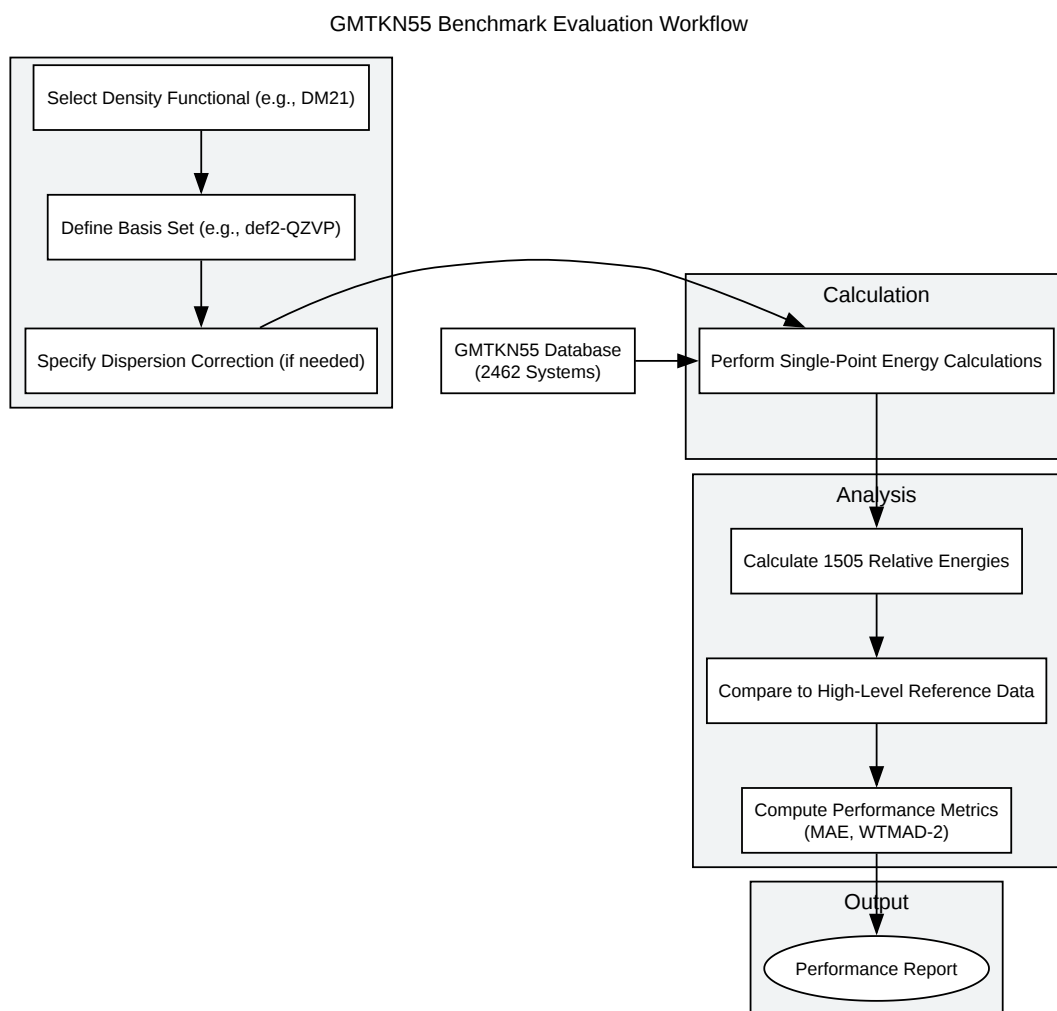 GMTKN55 Benchmark Evaluation Workflow
Select Density Functional (e.g., DM21)
Define Basis Set (e.g., def2-QZVP)
Specify Dispersion Correction (if needed)
GMTKN55 Database
(2462 Systems)
Calculation
Perform Single-Point Energy Calculations
Analysis
Calculate 1505 Relative Energies
Compare to High-Level Reference Data
Compute Performance Metrics
(MAE, WTMAD-2)
Output
Performance Report